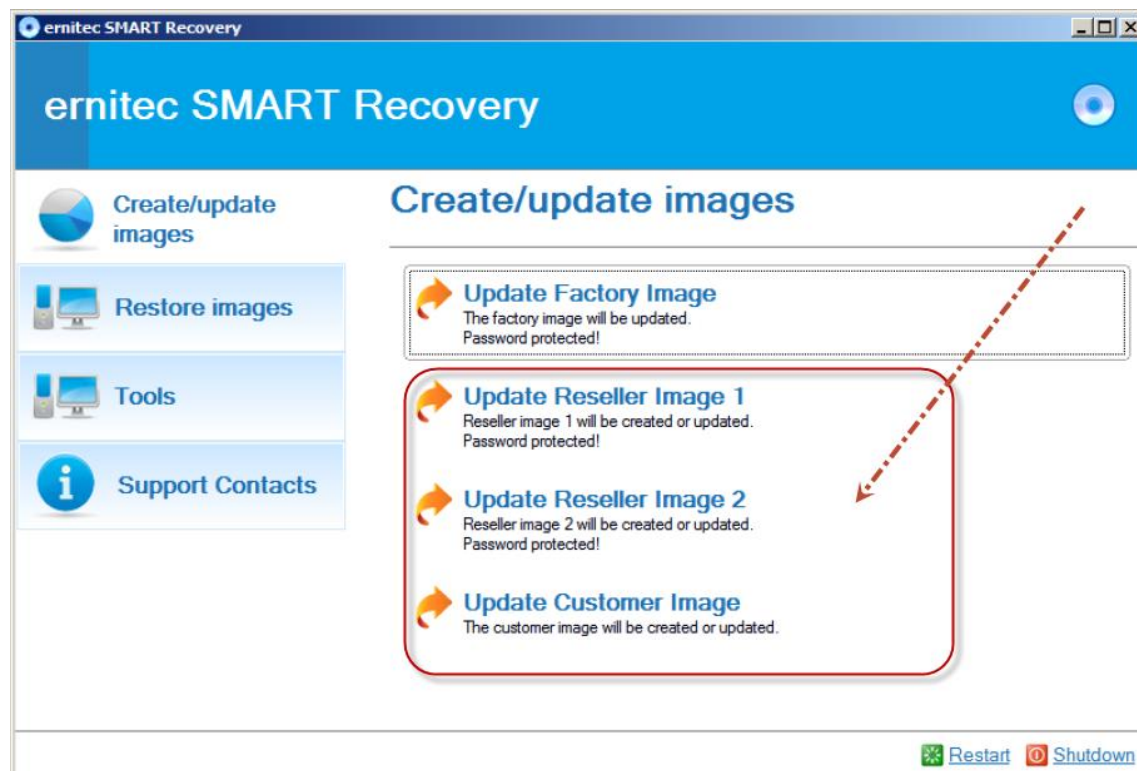 ernitec SMART Recovery
ernitec SMART Recovery
Create/update
images
Restore images
Tools
Support Contacts
Create/update images
Update Factory Image
The factory image will be updated.
Password protected!
Update Reseller Image 1
Reseller image 1 will be created or updated.
Password protected!
Update Reseller Image 2
Reseller image 2 will be created or updated.
Password protected!
Update Customer Image
The customer image will be created or updated.
Restart Shutdown